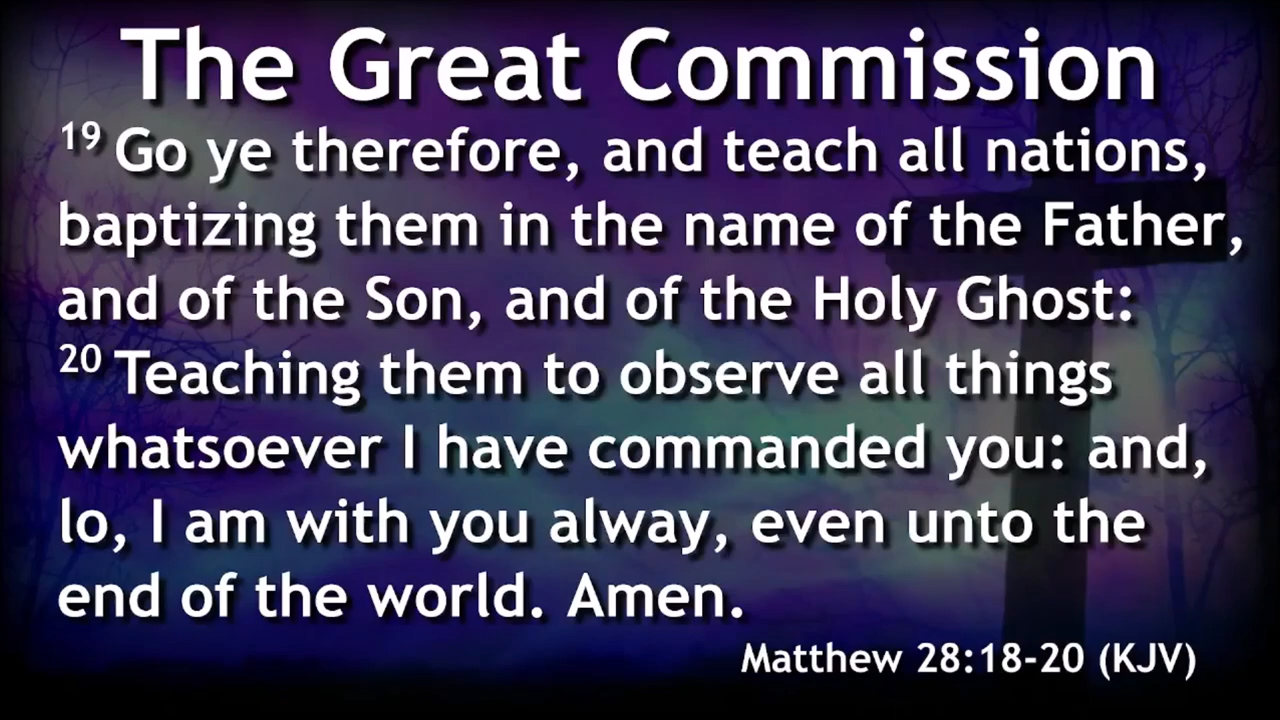 The Great Commission
19 Go ye therefore, and teach all nations,
baptizing them in the name of the Father,
and of the Son, and of the Holy Ghost:
20 Teaching them to observe all things
whatsoever I have commanded you: and,
lo, I am with you alway, even unto the
end of the world. Amen.
Matthew 28:18-20 (KJV)